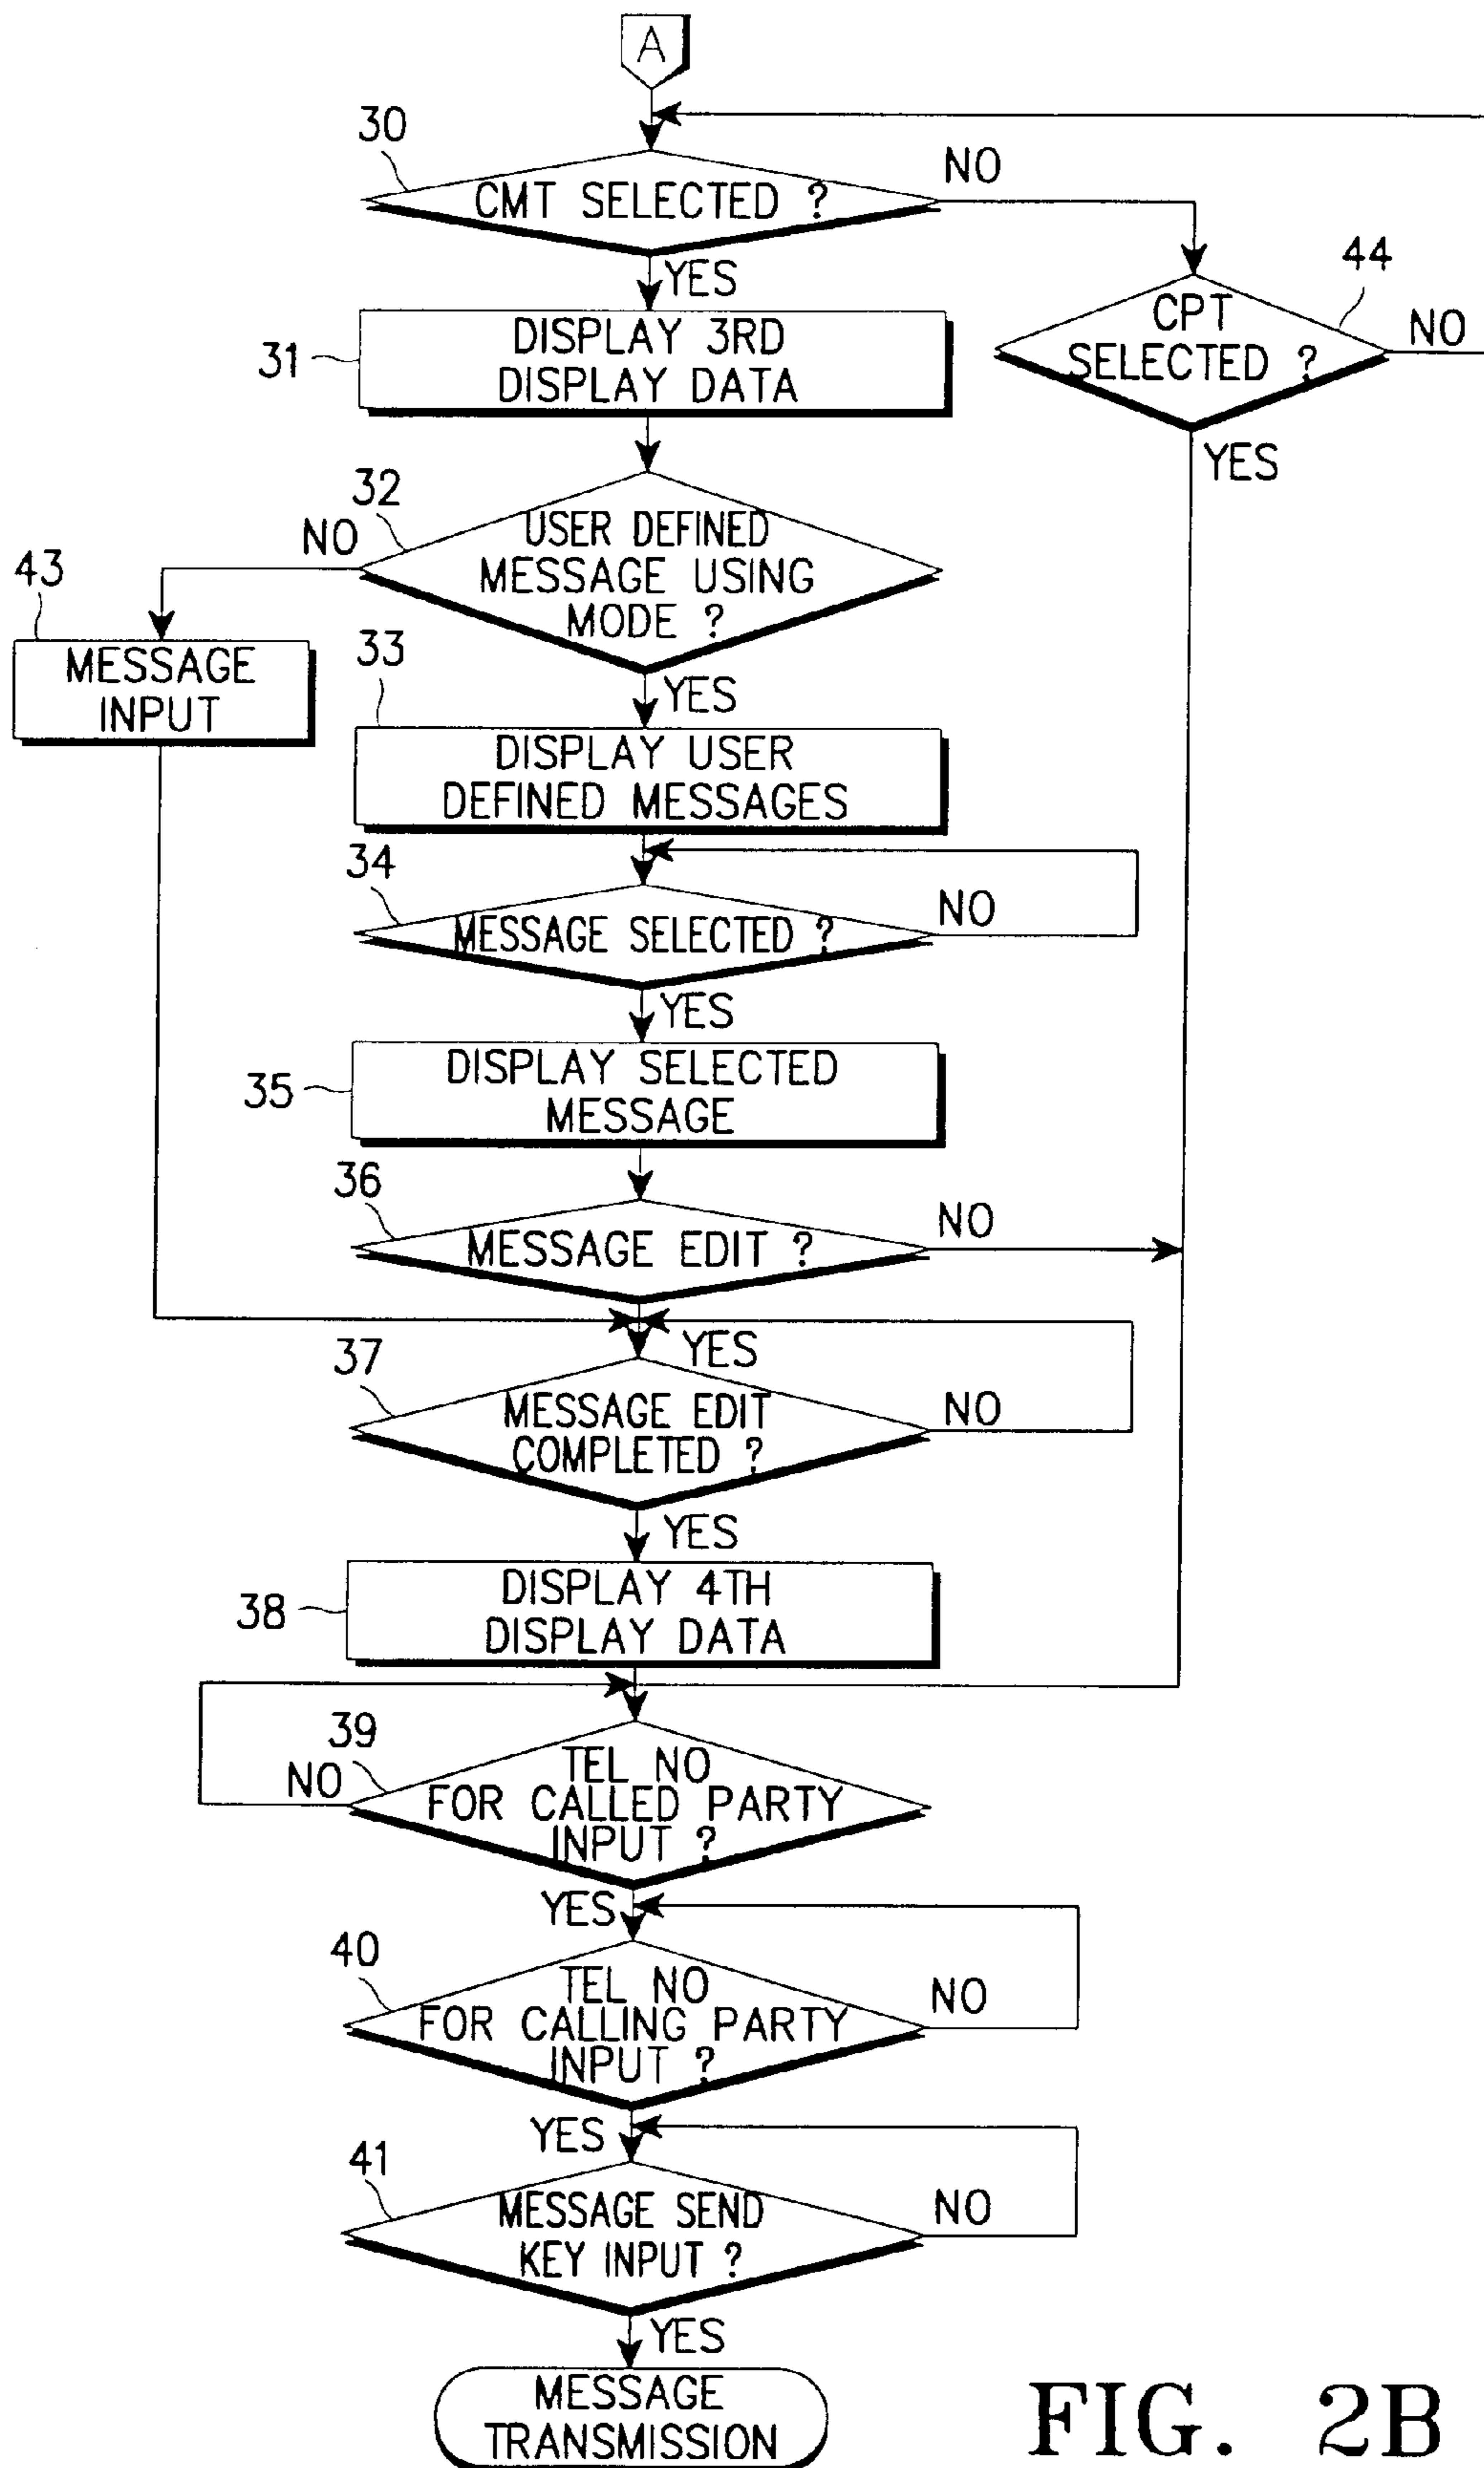 A
30
CMT SELECTED ?
NO
YES
44
CPT
SELECTED ?
NO
YES
31
DISPLAY 3RD
DISPLAY DATA
32
NO
USER DEFINED
MESSAGE USING
MODE ?
43
MESSAGE
INPUT
YES
33
DISPLAY USER
DEFINED MESSAGES
34
MESSAGE SELECTED ?
NO
YES
35
DISPLAY SELECTED
MESSAGE
36
MESSAGE EDIT ?
NO
YES
37
MESSAGE EDIT
COMPLETED ?
NO
YES
38
DISPLAY 4TH
DISPLAY DATA
39
NO
TEL NO
FOR CALLED PARTY
INPUT ?
YES
40
TEL NO
FOR CALLING PARTY
INPUT ?
NO
YES
41
MESSAGE SEND
KEY INPUT ?
NO
YES
MESSAGE
TRANSMISSION
FIG. 2B